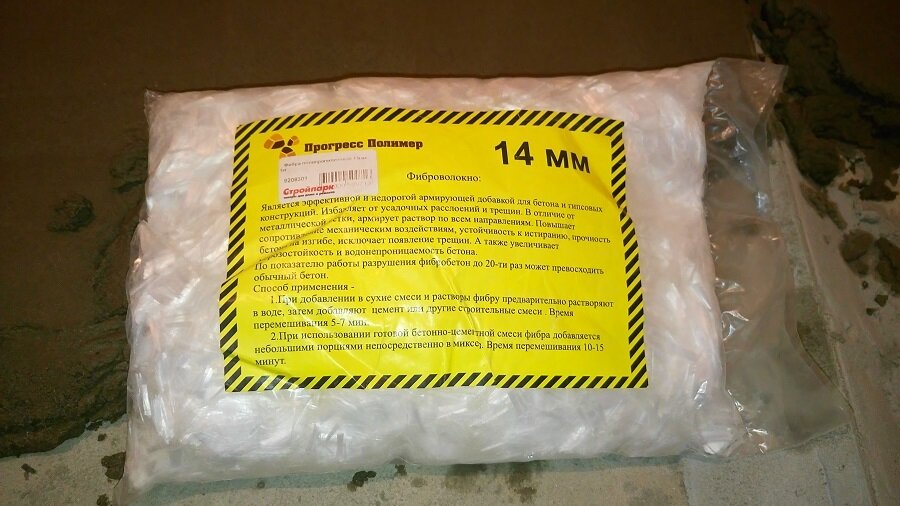 Прогресс Полимер
14 мм
9208301
Стройпарк
Фиброволокно:
Является эффективной и недорогой армирующей добавкой для бетона и гипсовых
конструкций. Избавляет от усадочных расслоений и трещин. В отличие от
металлической сетки, армирует раствор по всем направлениям. Повышает
сопротивление механическим воздействиям, устойчивость к истиранию, прочность
бетона на изгибе, исключает появление трещин. А также увеличивает
морозостойкость и водонепроницаемость бетона.
По показателю работы разрушения фибробетон до 20-ти раз может превосходить
обычный бетон.
Способ применения -
1.При добавлении в сухие смеси и растворы фибру предварительно растворяют
в воде, затем добавляют цемент или другие строительные смеси . Время
перемешивания 5-7 мин.
2.При использовании готовой бетонно-цементной смеси фибра добавляется
небольшими порциями непосредственно в миксер. Время перемешивания 10-15
минут.